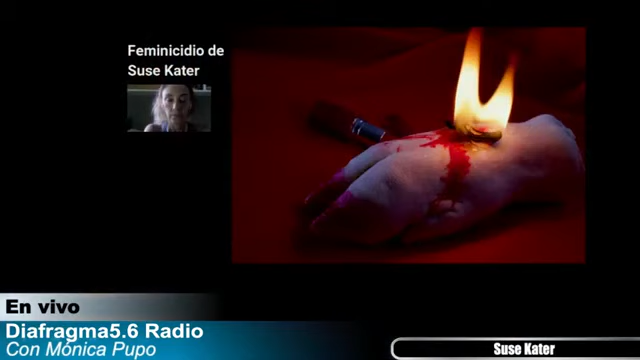 Feminicidio de
Suse Kater
En vivo
Diafragma5.6 Radio
Con Mónica Pupo
Suse Kater